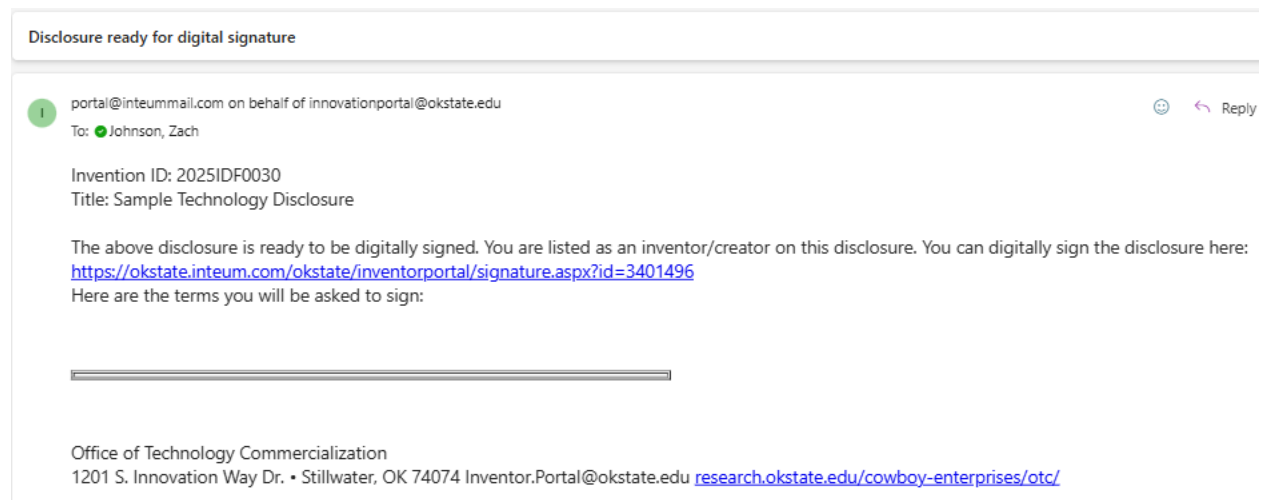 Disclosure ready for digital signature
I
portal@inteummail.com on behalf of innovationportal@okstate.edu
Reply
To: Johnson, Zach
Invention ID: 2025IDF0030
Title: Sample Technology Disclosure
The above disclosure is ready to be digitally signed. You are listed as an inventor/creator on this disclosure. You can digitally sign the disclosure here:
https://okstate.inteum.com/okstate/inventorportal/signature.aspx?id=3401496
Here are the terms you will be asked to sign:
Office of Technology Commercialization
1201 S. Innovation Way Dr. • Stillwater, OK 74074 Inventor.Portal@okstate.edu research.okstate.edu/cowboy-enterprises/otc/